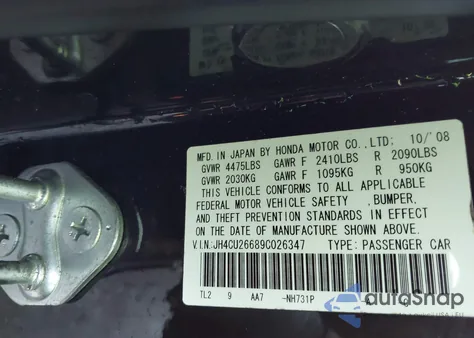 MFD. IN JAPAN BY HONDA MOTOR CO.,LTD: 10/'08
GVWR 4475LBS GAWR F 2410LBS R 2090LBS
GVWR 2030KG GAWR F 1095KG R 950KG
THIS VEHICLE CONFORMS TO ALL APPLICABLE
FEDERAL MOTOR VEHICLE SAFETY ,BUMPER,
AND THEFT PREVENTION STANDARDS IN EFFECT
ON THE DATE OF MANUFACTURE SHOWN ABOVE.
V.I.N:JH4CU26689C026347 TYPE: PASSENGER CAR
TL2 9 AA7 -NH731P
autoSnap